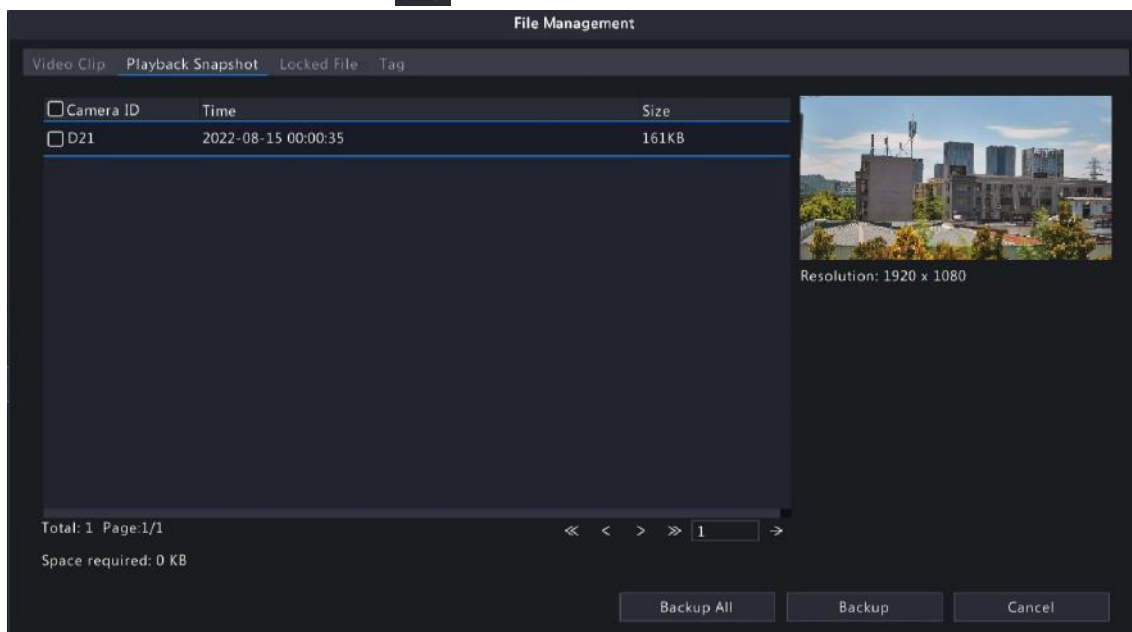 File Management
Video Clip Playback Snapshot Locked File Tag
Camera ID Time Size
D21 2022-08-15 00:00:35 161KB
Resolution: 1920 x 1080
Total: 1 Page:1/1
≪ < > ≫ 1 →
Space required: 0 KB
Backup All Backup Cancel